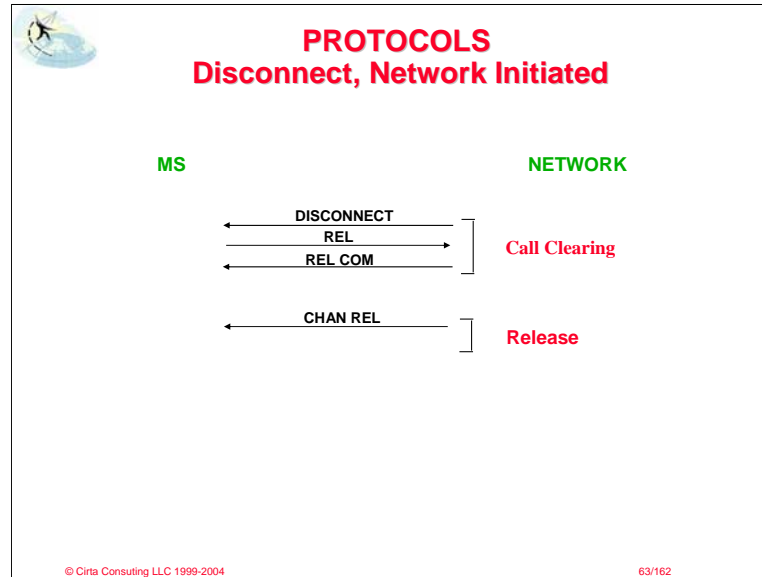 PROTOCOLS
Disconnect, Network Initiated
MS NETWORK
DISCONNECT
REL
Call Clearing
REL COM
CHAN REL
Release
© Cirta Consuting LLC 1999-2004 63/162